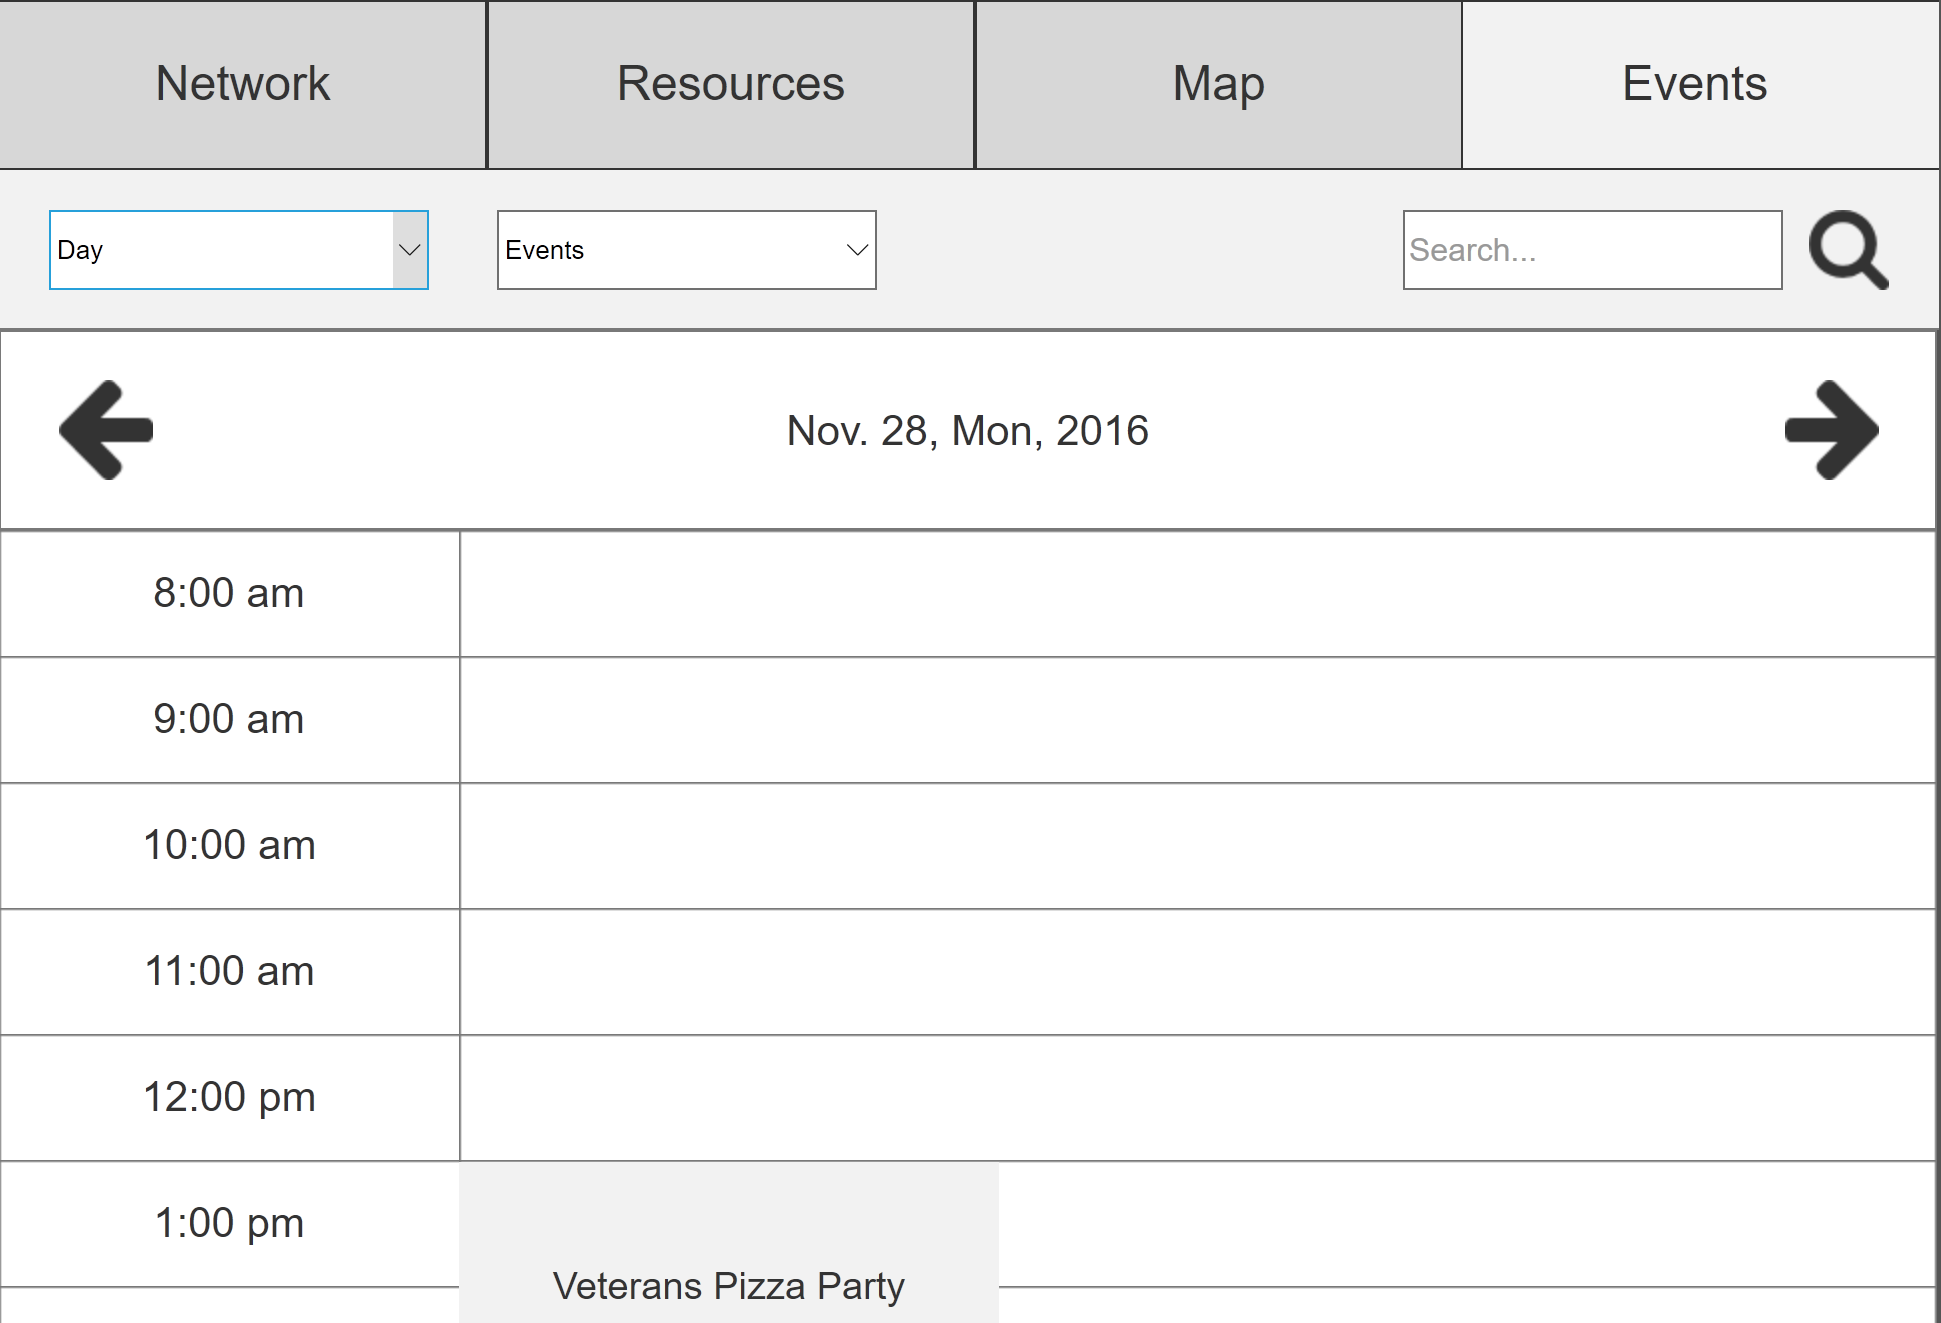 Network Resources Map Events
Day Events Search...
Nov. 28, Mon, 2016
8:00 am
9:00 am
10:00 am
11:00 am
12:00 pm
1:00 pm
Veterans Pizza Party